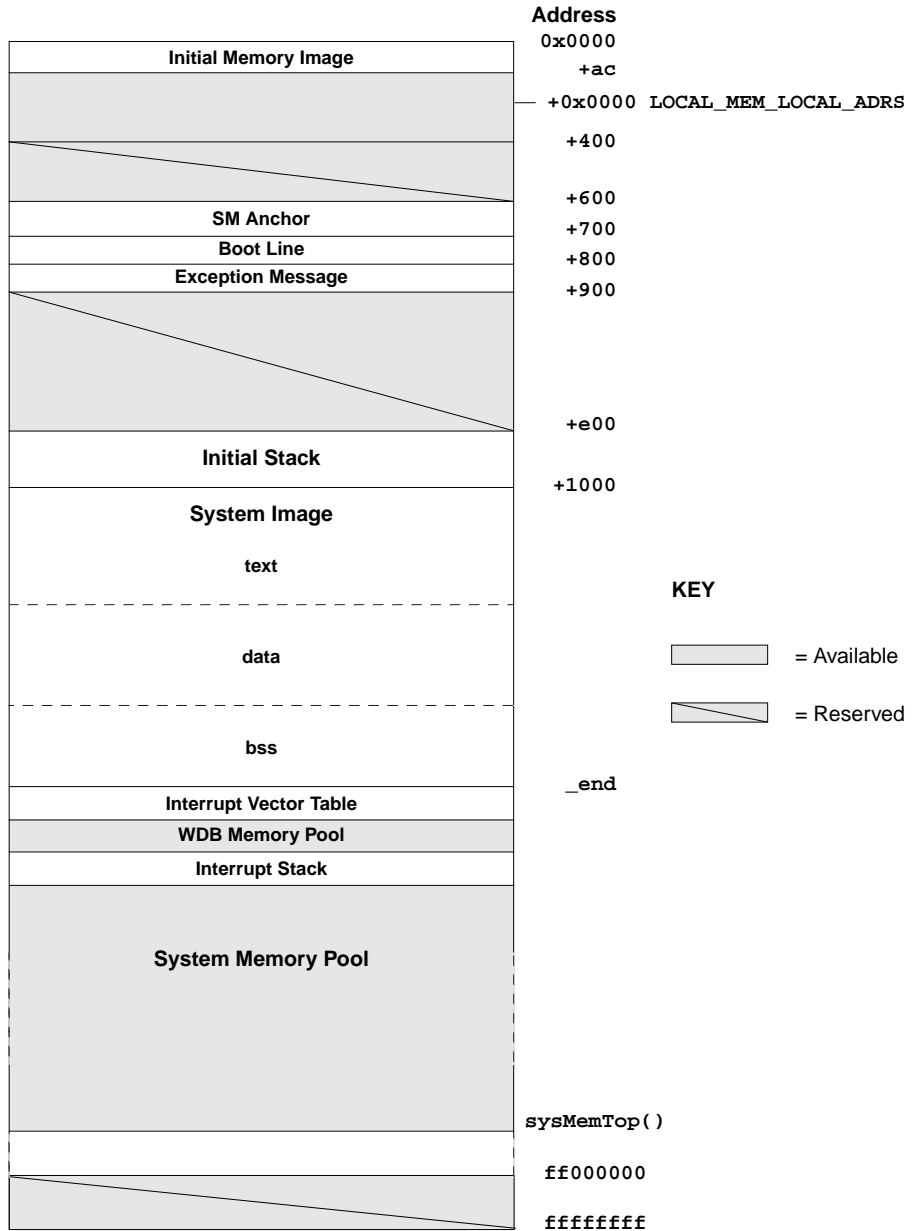 Address
0x0000
Initial Memory Image
+ac
+0x0000 LOCAL_MEM_LOCAL_ADRS
+400
+600
SM Anchor
+700
Boot Line
+800
Exception Message
+900
+e00
Initial Stack
+1000
System Image
text
KEY
data
= Available
= Reserved
bss
_end
Interrupt Vector Table
WDB Memory Pool
Interrupt Stack
System Memory Pool
sysMemTop()
ff000000
ffffffff